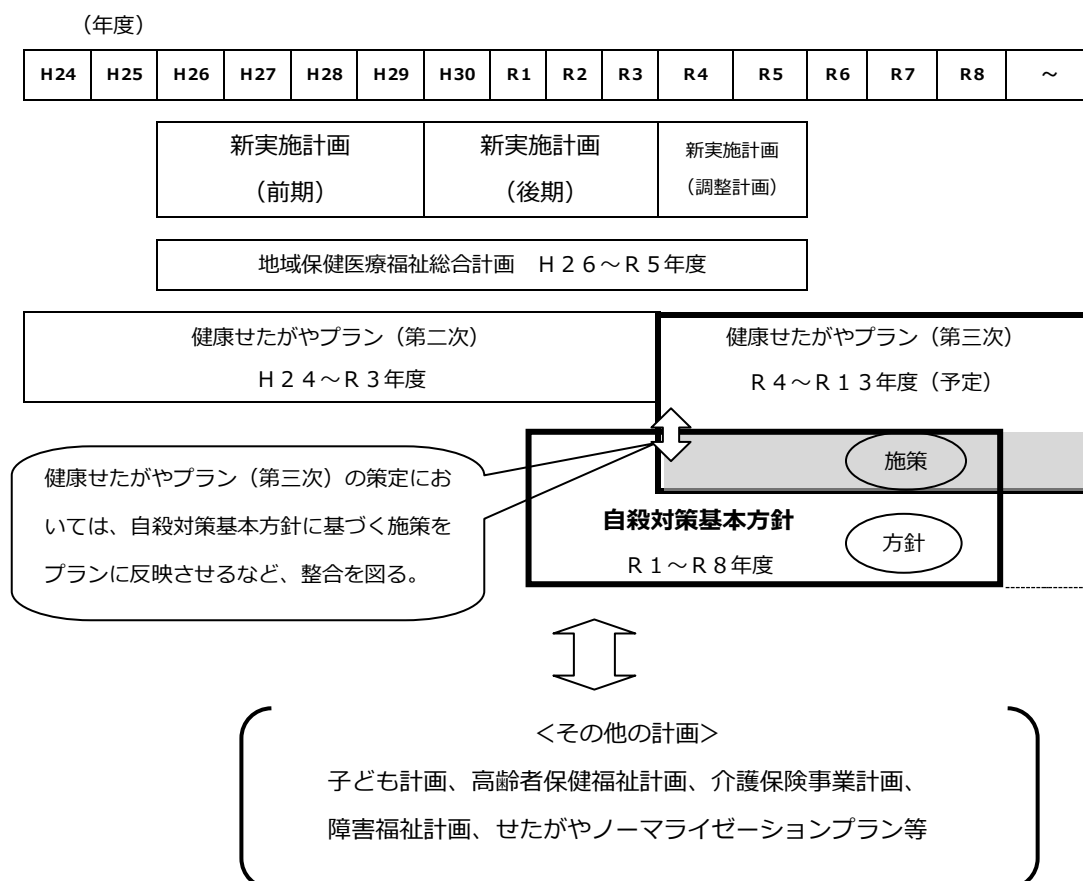 （年度）
H24 H25 H26 H27 H28 H29 H30 R1 R2 R3 R4 R5 R6 R7 R8 ～
新実施計画
（前期）
新実施計画
（後期）
新実施計画
（調整計画）
地域保健医療福祉総合計画　Ｈ２６～Ｒ５年度
健康せたがやプラン（第二次）
Ｈ２４～Ｒ３年度
健康せたがやプラン（第三次）
Ｒ４～Ｒ１３年度（予定）
健康せたがやプラン（第三次）の策定にお
いては、自殺対策基本方針に基づく施策を
プランに反映させるなど、整合を図る。
施策
自殺対策基本方針
Ｒ１～Ｒ８年度
方針
＜その他の計画＞
子ども計画、高齢者保健福祉計画、介護保険事業計画、
障害福祉計画、せたがやノーマライゼーションプラン等